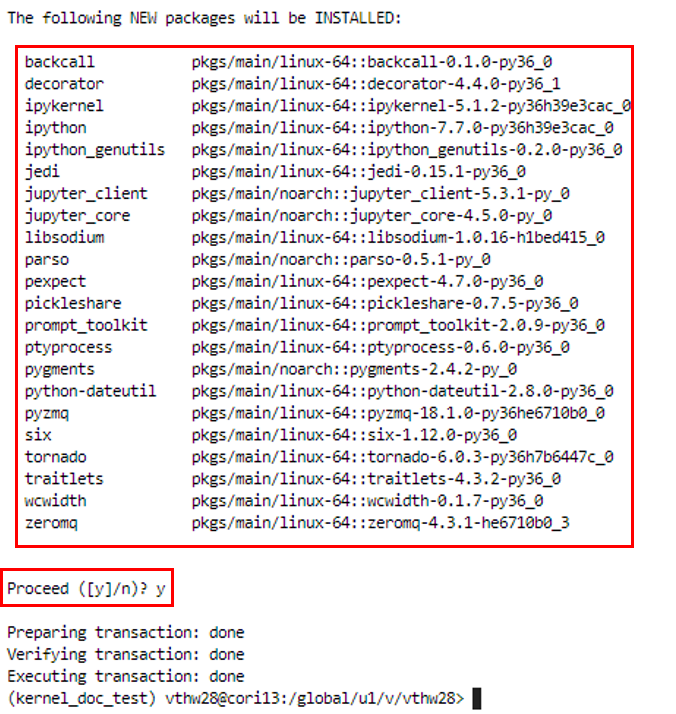 The following NEW packages will be INSTALLED:
backcall pkgs/main/linux-64::backcall-0.1.0-py36_0
decorator pkgs/main/linux-64::decorator-4.4.0-py36_1
ipykernel pkgs/main/linux-64::ipykernel-5.1.2-py36h39e3cac_0
ipython pkgs/main/linux-64::ipython-7.7.0-py36h39e3cac_0
ipython_genutils pkgs/main/linux-64::ipython_genutils-0.2.0-py36_0
jedi pkgs/main/linux-64::jedi-0.15.1-py36_0
jupyter_client pkgs/main/noarch::jupyter_client-5.3.1-py_0
jupyter_core pkgs/main/noarch::jupyter_core-4.5.0-py_0
libsodium pkgs/main/linux-64::libsodium-1.0.16-h1bed415_0
parso pkgs/main/noarch::parso-0.5.1-py_0
pexpect pkgs/main/linux-64::pexpect-4.7.0-py36_0
pickleshare pkgs/main/linux-64::pickleshare-0.7.5-py36_0
prompt_toolkit pkgs/main/linux-64::prompt_toolkit-2.0.9-py36_0
ptyprocess pkgs/main/linux-64::ptyprocess-0.6.0-py36_0
pygments pkgs/main/noarch::pygments-2.4.2-py_0
python-dateutil pkgs/main/linux-64::python-dateutil-2.8.0-py36_0
pyzmq pkgs/main/linux-64::pyzmq-18.1.0-py36he6710b0_0
six pkgs/main/linux-64::six-1.12.0-py36_0
tornado pkgs/main/linux-64::tornado-6.0.3-py36h7b6447c_0
traitlets pkgs/main/linux-64::traitlets-4.3.2-py36_0
wcwidth pkgs/main/linux-64::wcwidth-0.1.7-py36_0
zeromq pkgs/main/linux-64::zeromq-4.3.1-he6710b0_3
Proceed ([y]/n)? y
Preparing transaction: done
Verifying transaction: done
Executing transaction: done
(kernel_doc_test) vthw28@cori13:/global/u1/v/vthw28>